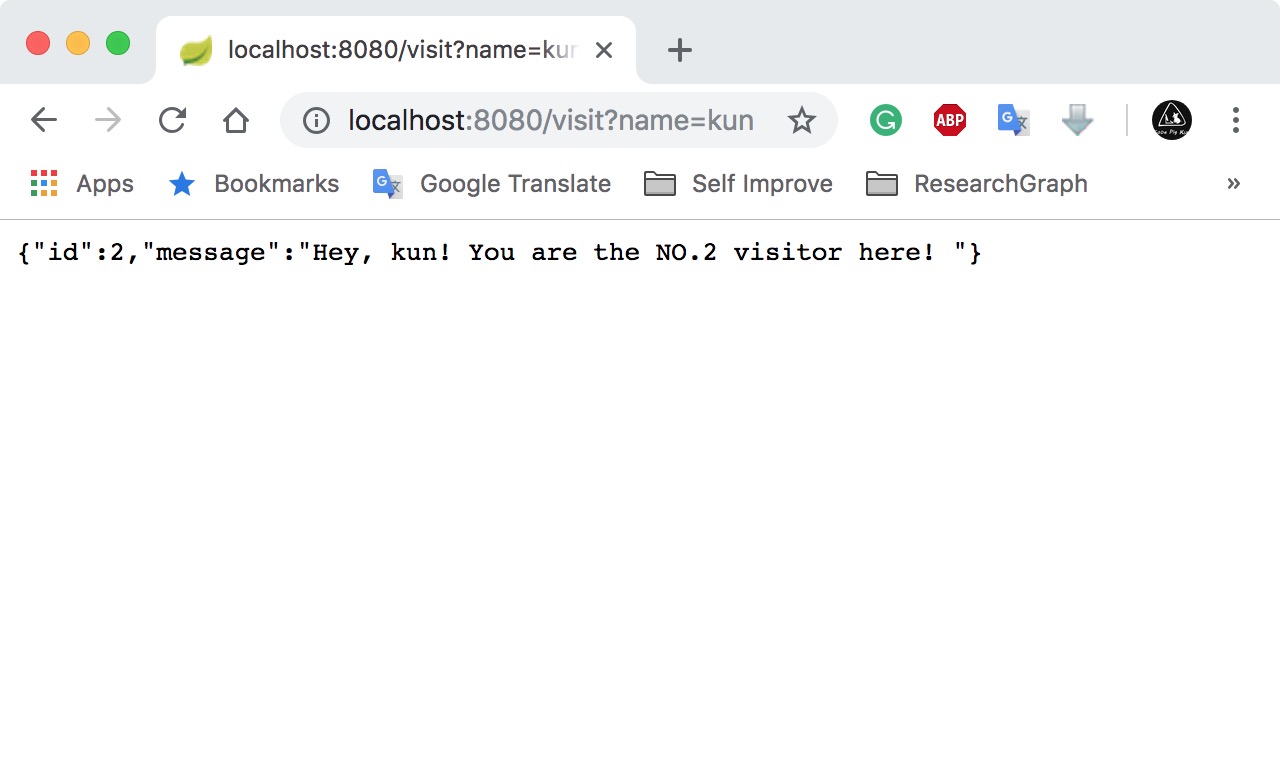 localhost:8080/visit?name=kun
localhost:8080/visit?name=kun
ABP
G
Apps Bookmarks Google Translate Self Improve ResearchGraph »
{"id":2,"message":"Hey, kun! You are the NO.2 visitor here! "}